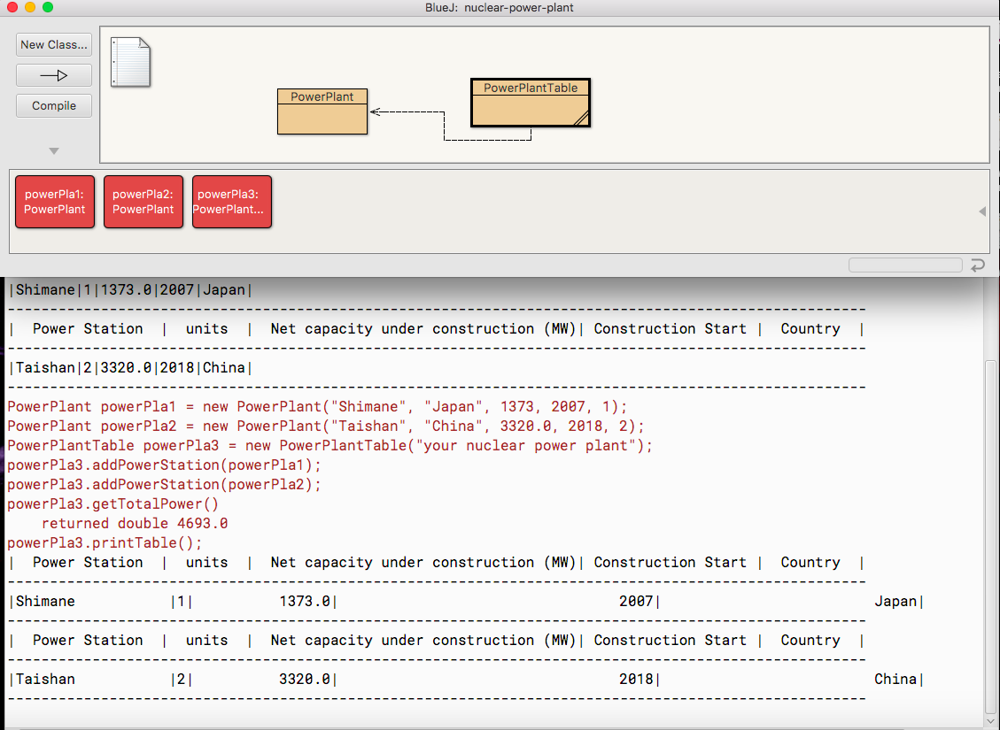 BlueJ: nuclear-power-plant
New Class...
Compile
PowerPlant
PowerPlantTable
powerPla1:
PowerPlant
powerPla2:
PowerPlant
powerPla3:
PowerPlant...
|Shimane|1|1373.0|2007|Japan|
-----------------------------------------------------------------------------------------------------
|  Power Station  |  units  |  Net capacity under construction (MW)| Construction Start |  Country  |
-----------------------------------------------------------------------------------------------------
|Taishan|2|3320.0|2018|China|
-----------------------------------------------------------------------------------------------------
PowerPlant powerPla1 = new PowerPlant("Shimane", "Japan", 1373, 2007, 1);
PowerPlant powerPla2 = new PowerPlant("Taishan", "China", 3320.0, 2018, 2);
PowerPlantTable powerPla3 = new PowerPlantTable("your nuclear power plant");
powerPla3.addPowerStation(powerPla1);
powerPla3.addPowerStation(powerPla2);
powerPla3.getTotalPower()
    returned double 4693.0
powerPla3.printTable();
|  Power Station  |  units  |  Net capacity under construction (MW)| Construction Start |  Country  |
-----------------------------------------------------------------------------------------------------
|Shimane           |1|          1373.0|                                 2007|                         Japan|
-----------------------------------------------------------------------------------------------------
|  Power Station  |  units  |  Net capacity under construction (MW)| Construction Start |  Country  |
-----------------------------------------------------------------------------------------------------
|Taishan           |2|          3320.0|                                 2018|                         China|
-----------------------------------------------------------------------------------------------------